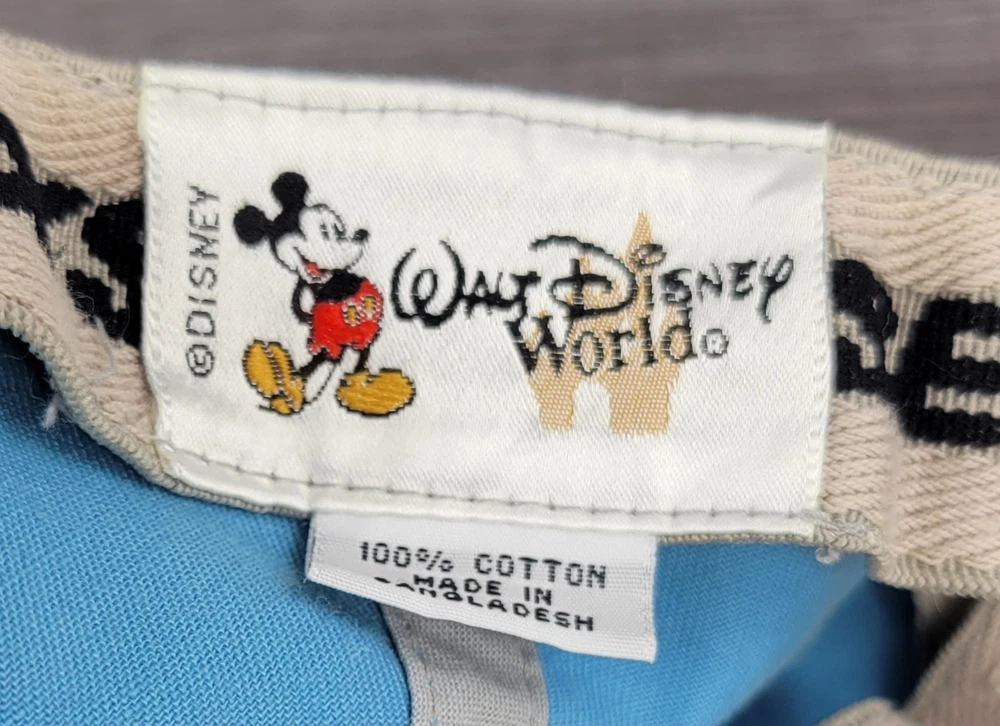 ©DISNEY
WALT DISNEY
World®
100% COTTON
MADE IN
BANGLADESH